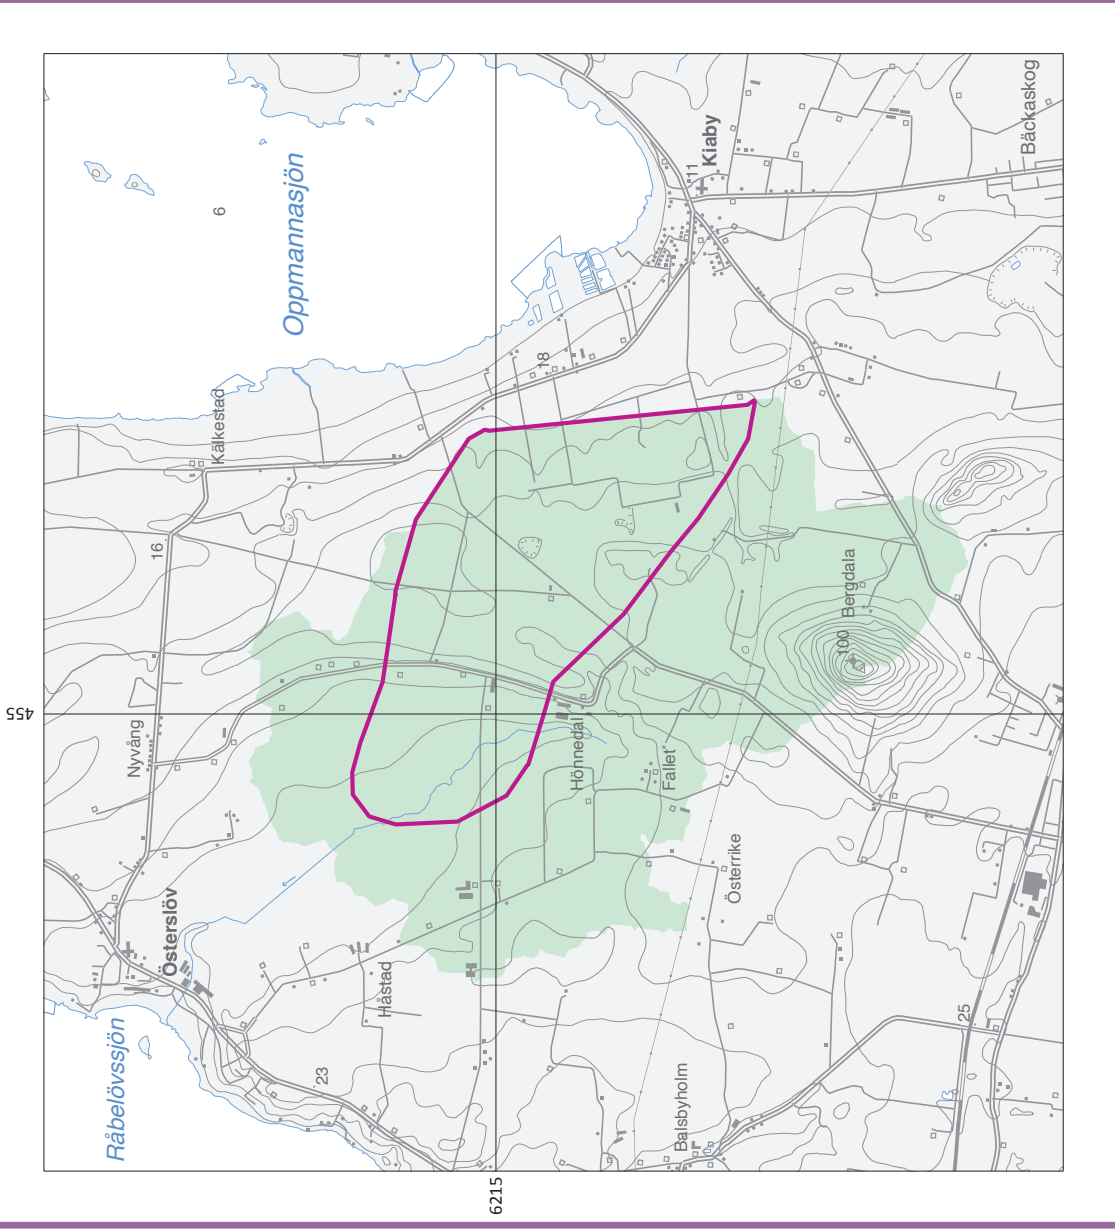 Bäckaskog
Kiaby
11
6
Oppmannasjön
18
Kälkestad
16
Bergdala
100
455
Nyvång
Hönnedal
Fallet
Österrike
Österslöv
Håstad
25
Råbelövssjön
23
Balsbyholm
6215